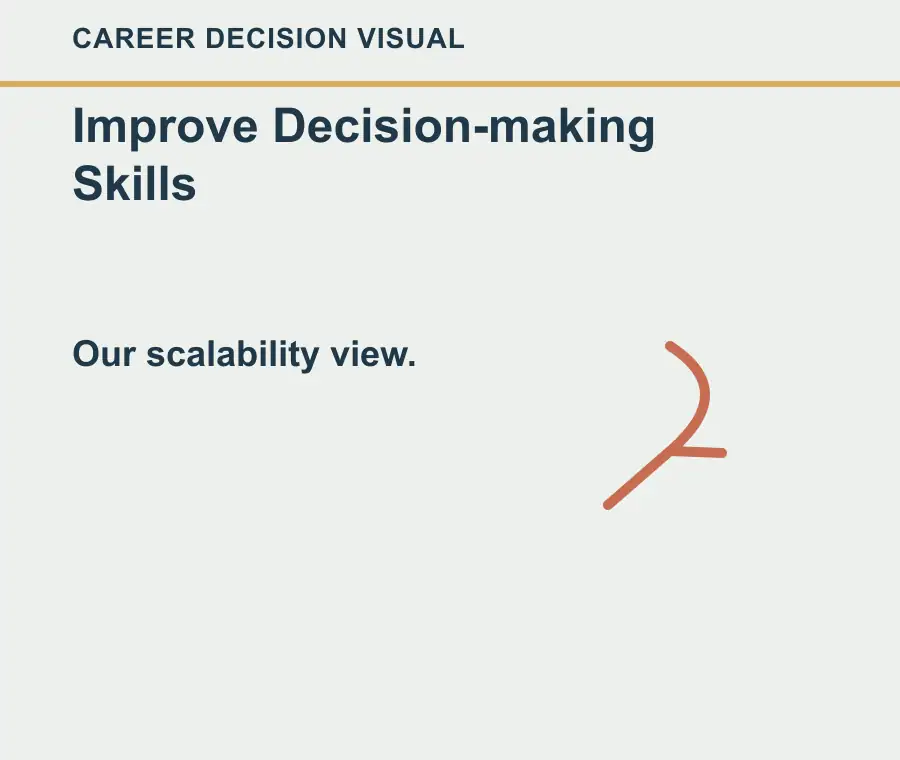 CAREER DECISION VISUAL
Improve Decision-making
Skills
Our scalability view.